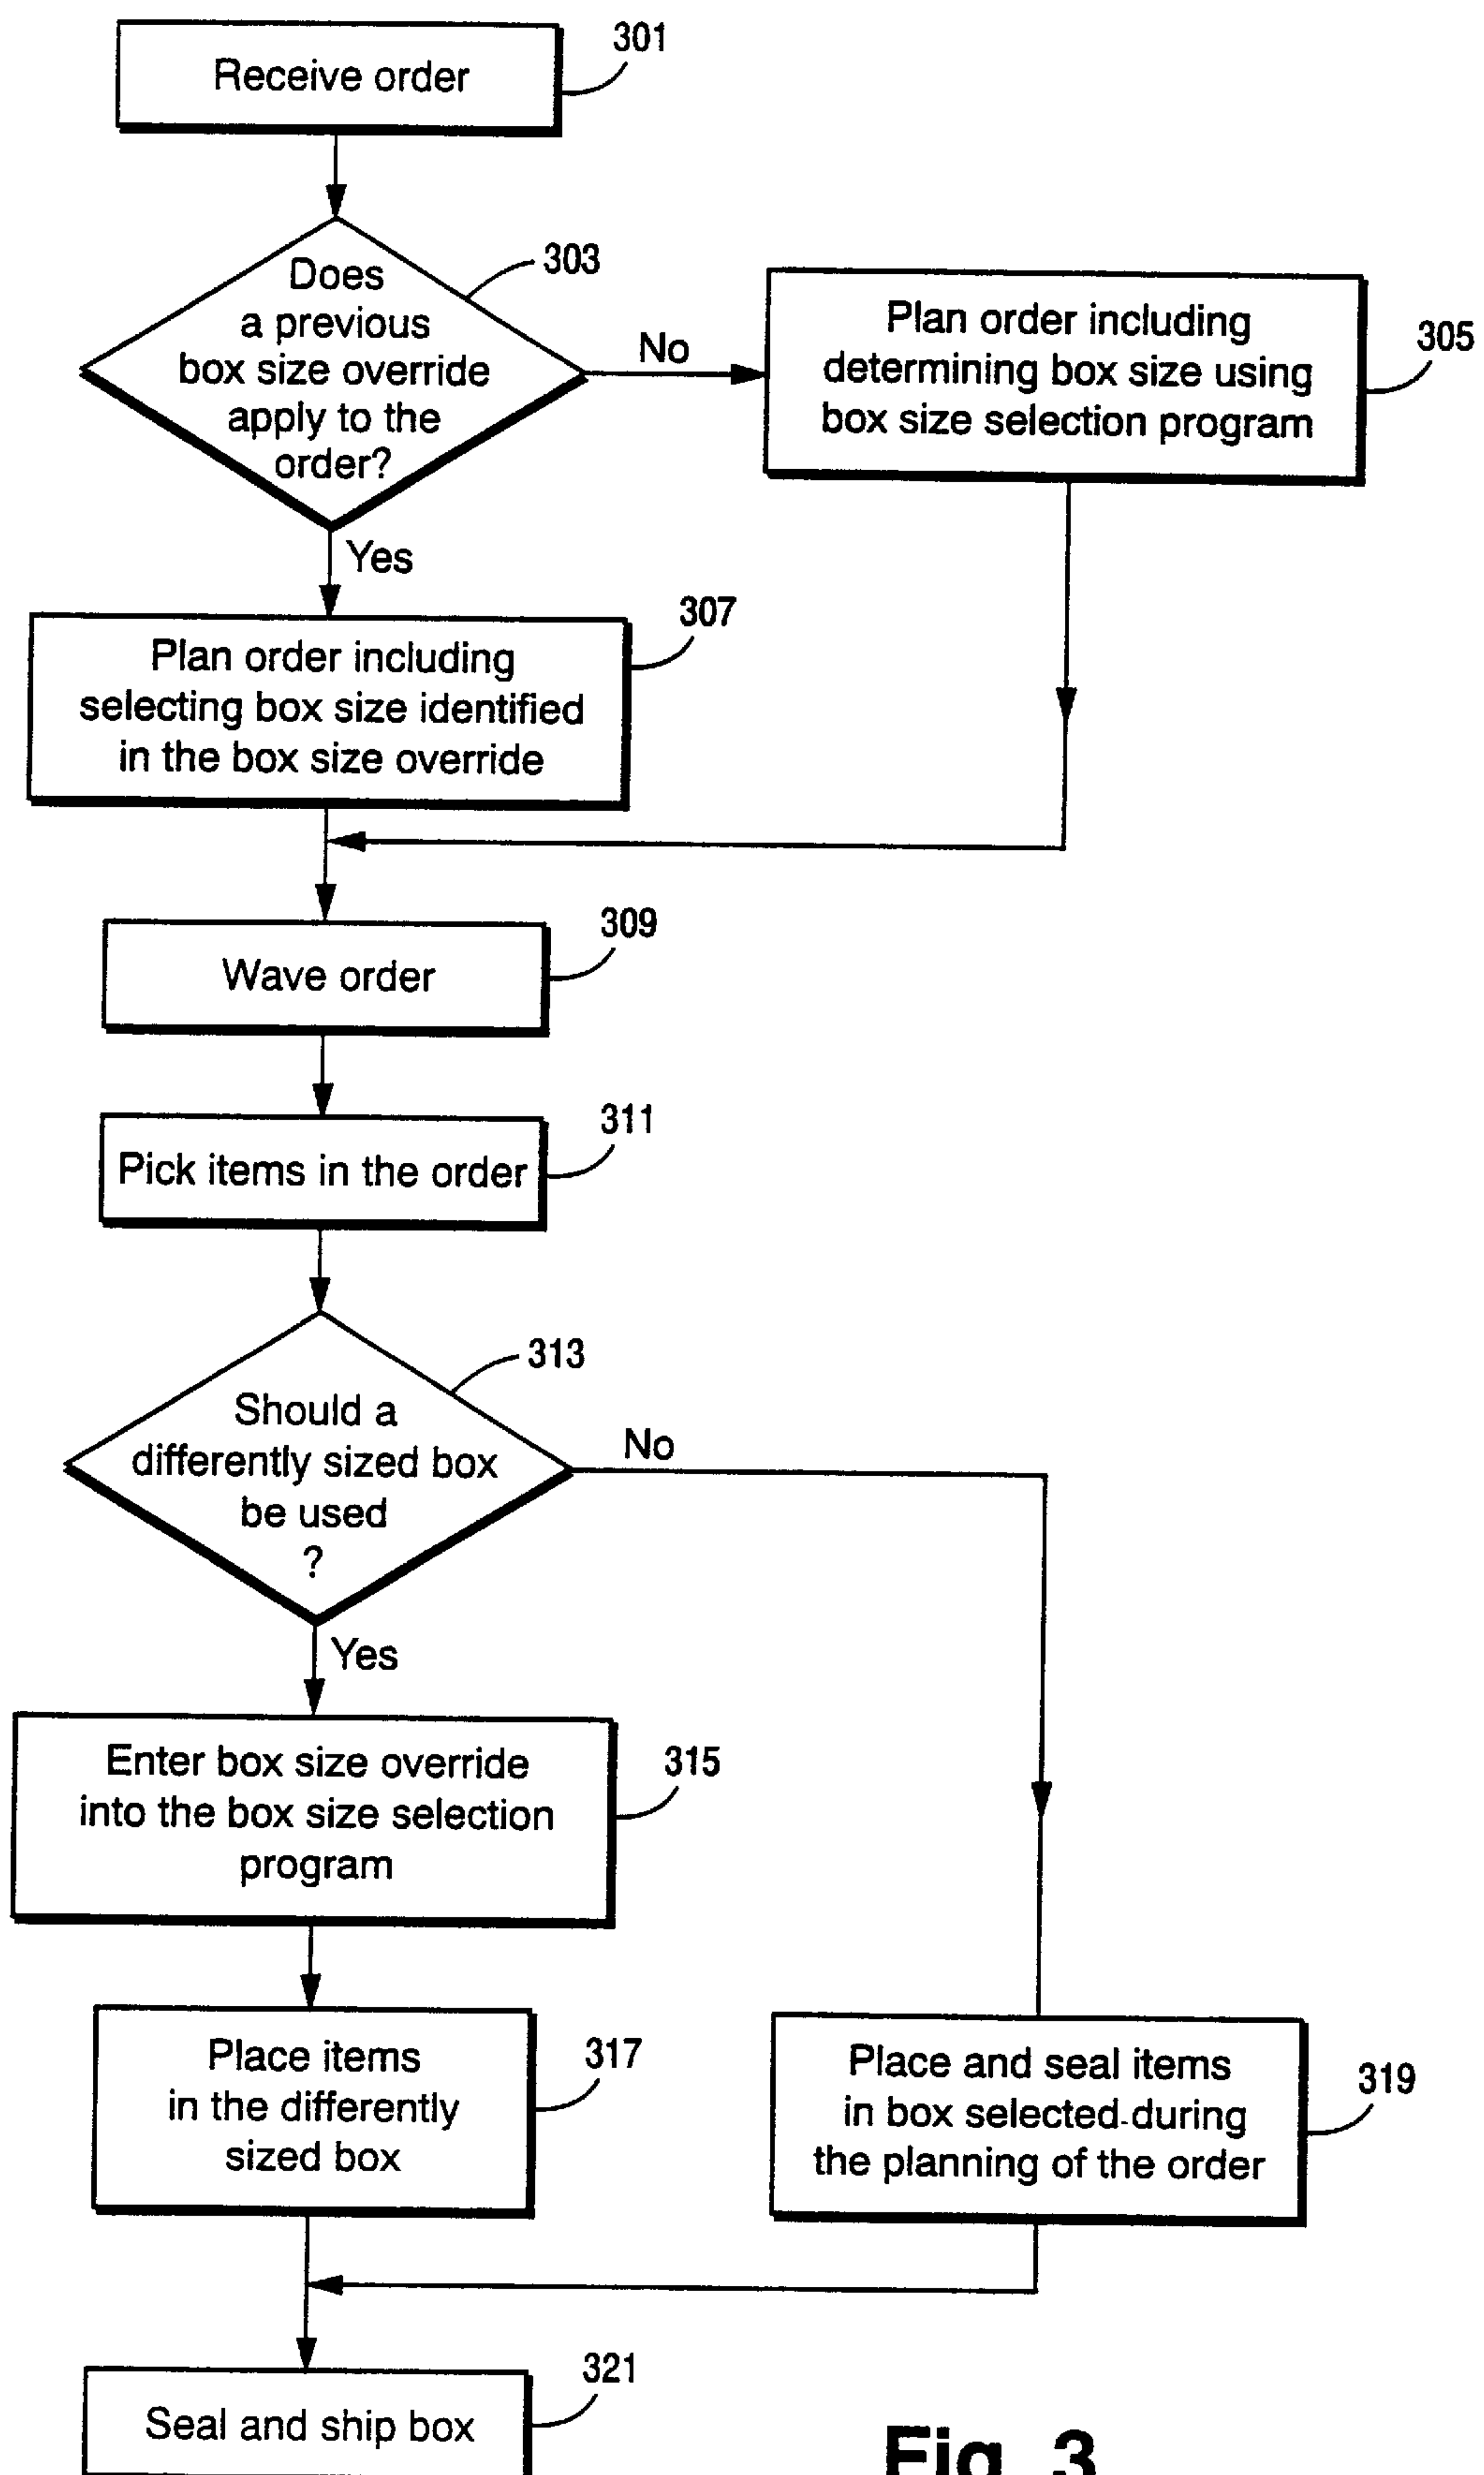 Receive order
301
Does
a previous
box size override
apply to the
order?
303
No
Plan order including
determining box size using
box size selection program
305
Yes
Plan order including
selecting box size identified
in the box size override
307
Wave order
309
Pick items in the order
311
Should a
differently sized box
be used
?
313
No
Yes
Enter box size override
into the box size selection
program
315
Place items
in the differently
sized box
317
Place and seal items
in box selected during
the planning of the order
319
Seal and ship box
321
Fig. 3